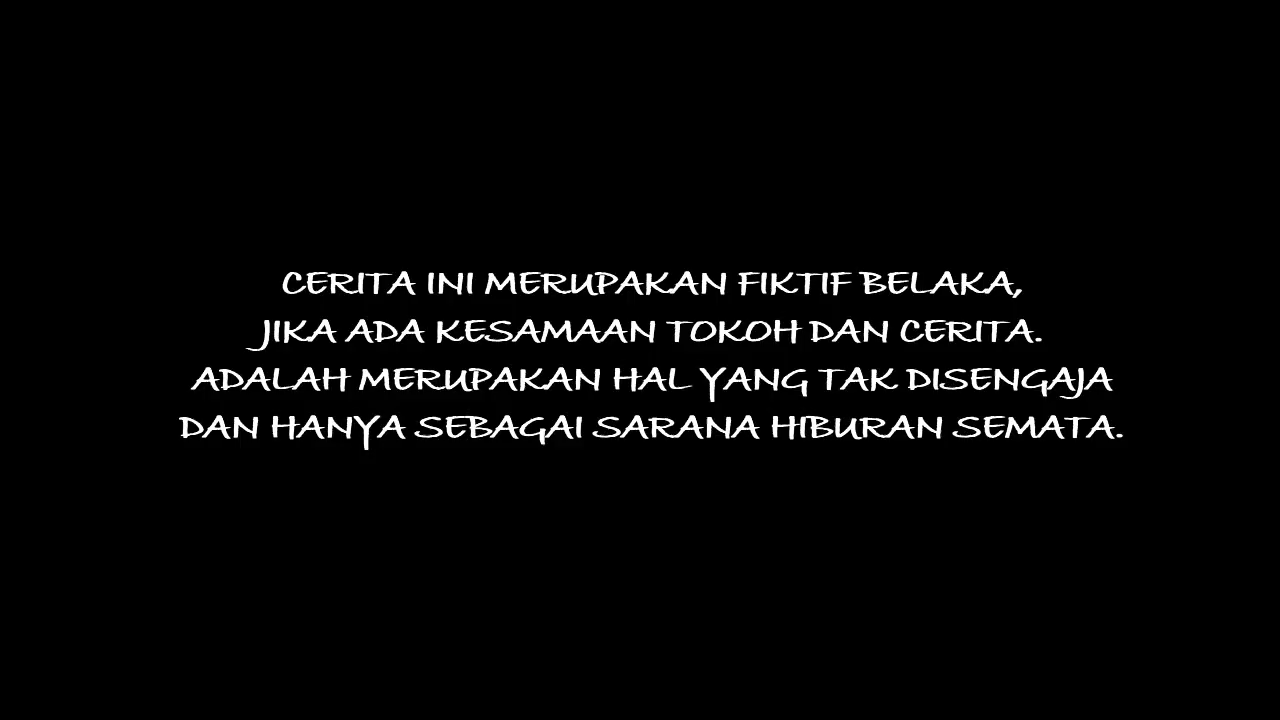 CERITA INI MERUPAKAN FIKTIF BELAKA,
JIKA ADA KESAMAAN TOKOH DAN CERITA.
ADALAH MERUPAKAN HAL YANG TAK DISENGAJA
DAN HANYA SEBAGAI SARANA HIBURAN SEMATA.